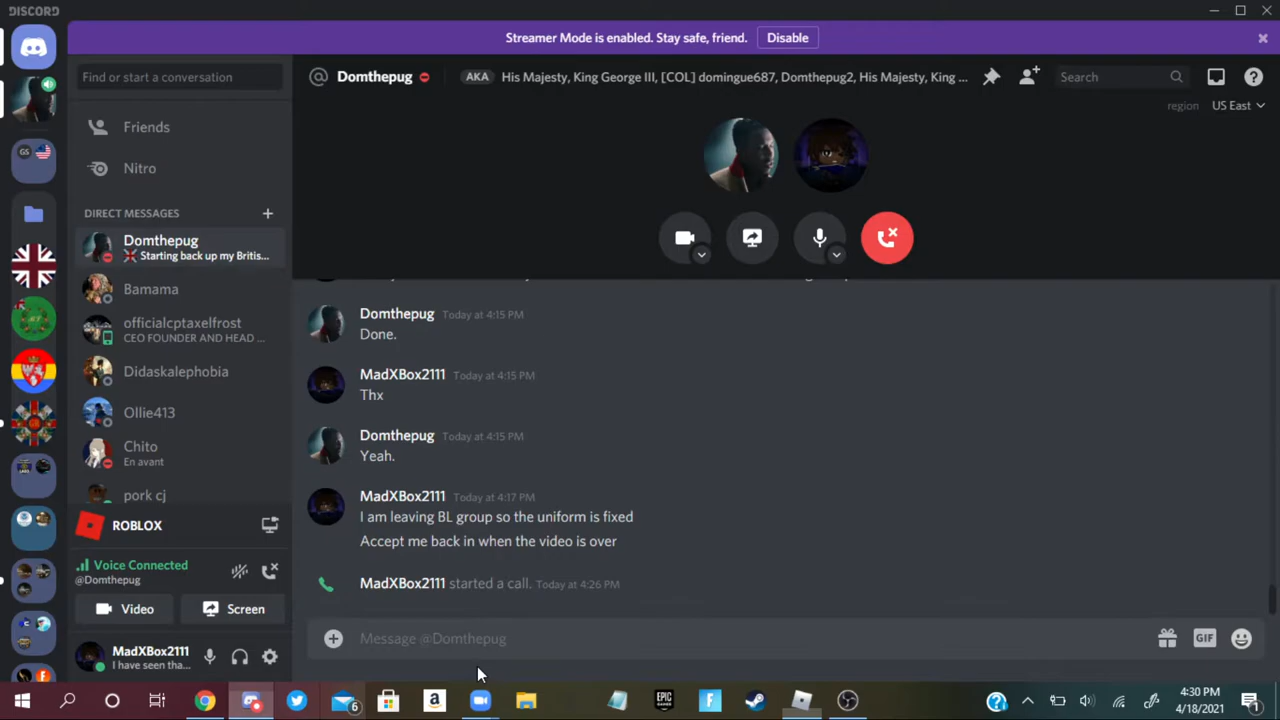 DISCORD
Streamer Mode is enabled. Stay safe, friend.
Disable
Find or start a conversation
Domthepug
AKA
His Majesty, King George III, [COL] domingue687, Domthepug2, His Majesty, King ...
Search
region
US East
Friends
Nitro
DIRECT MESSAGES
Domthepug
Starting back up my Britis...
Bamama
officialcptaxelfrost
CEO FOUNDER AND HEAD ...
Didaskalephobia
Ollie413
Chito
En avant
pork cj
ROBLOX
Voice Connected
@Domthepug
Video
Screen
MadXBox2111
I have seen tha...
Domthepug Today at 4:15 PM
Done.
MadXBox2111 Today at 4:15 PM
Thx
Domthepug Today at 4:15 PM
Yeah.
MadXBox2111 Today at 4:17 PM
I am leaving BL group so the uniform is fixed
Accept me back in when the video is over
MadXBox2111 started a call. Today at 4:26 PM
Message @Domthepug
GIF
GS
6
a
EPIC
GAMES
4:30 PM
4/18/2021
1